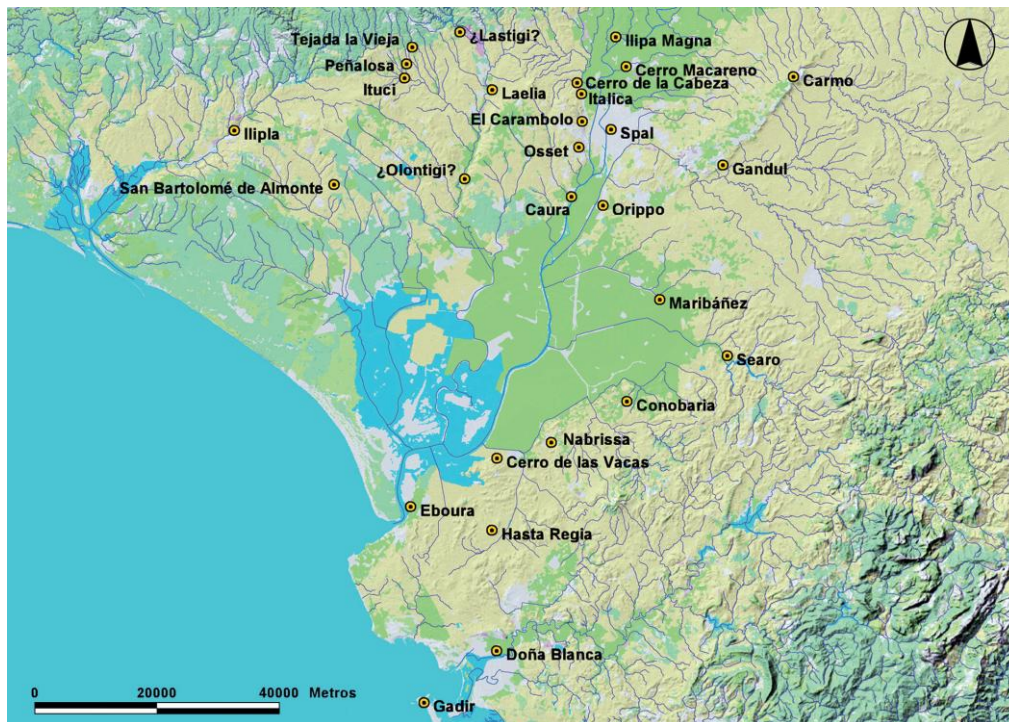 ¿Lastigi?
Ilipa Magna
Tejada la Vieja
Peñalosa
Cerro Macareno
Carmo
Ituci
Laelia
Cerro de la Cabeza
Italica
El Carambolo
Spal
Ilipla
Osset
Gandul
¿Olontigi?
San Bartolomé de Almonte
Caura
Orippo
Maribáñez
Searo
Conobaria
Nabrissa
Cerro de las Vacas
Eboura
Hasta Regia
Doña Blanca
0 20000 40000 Metros
Gadir